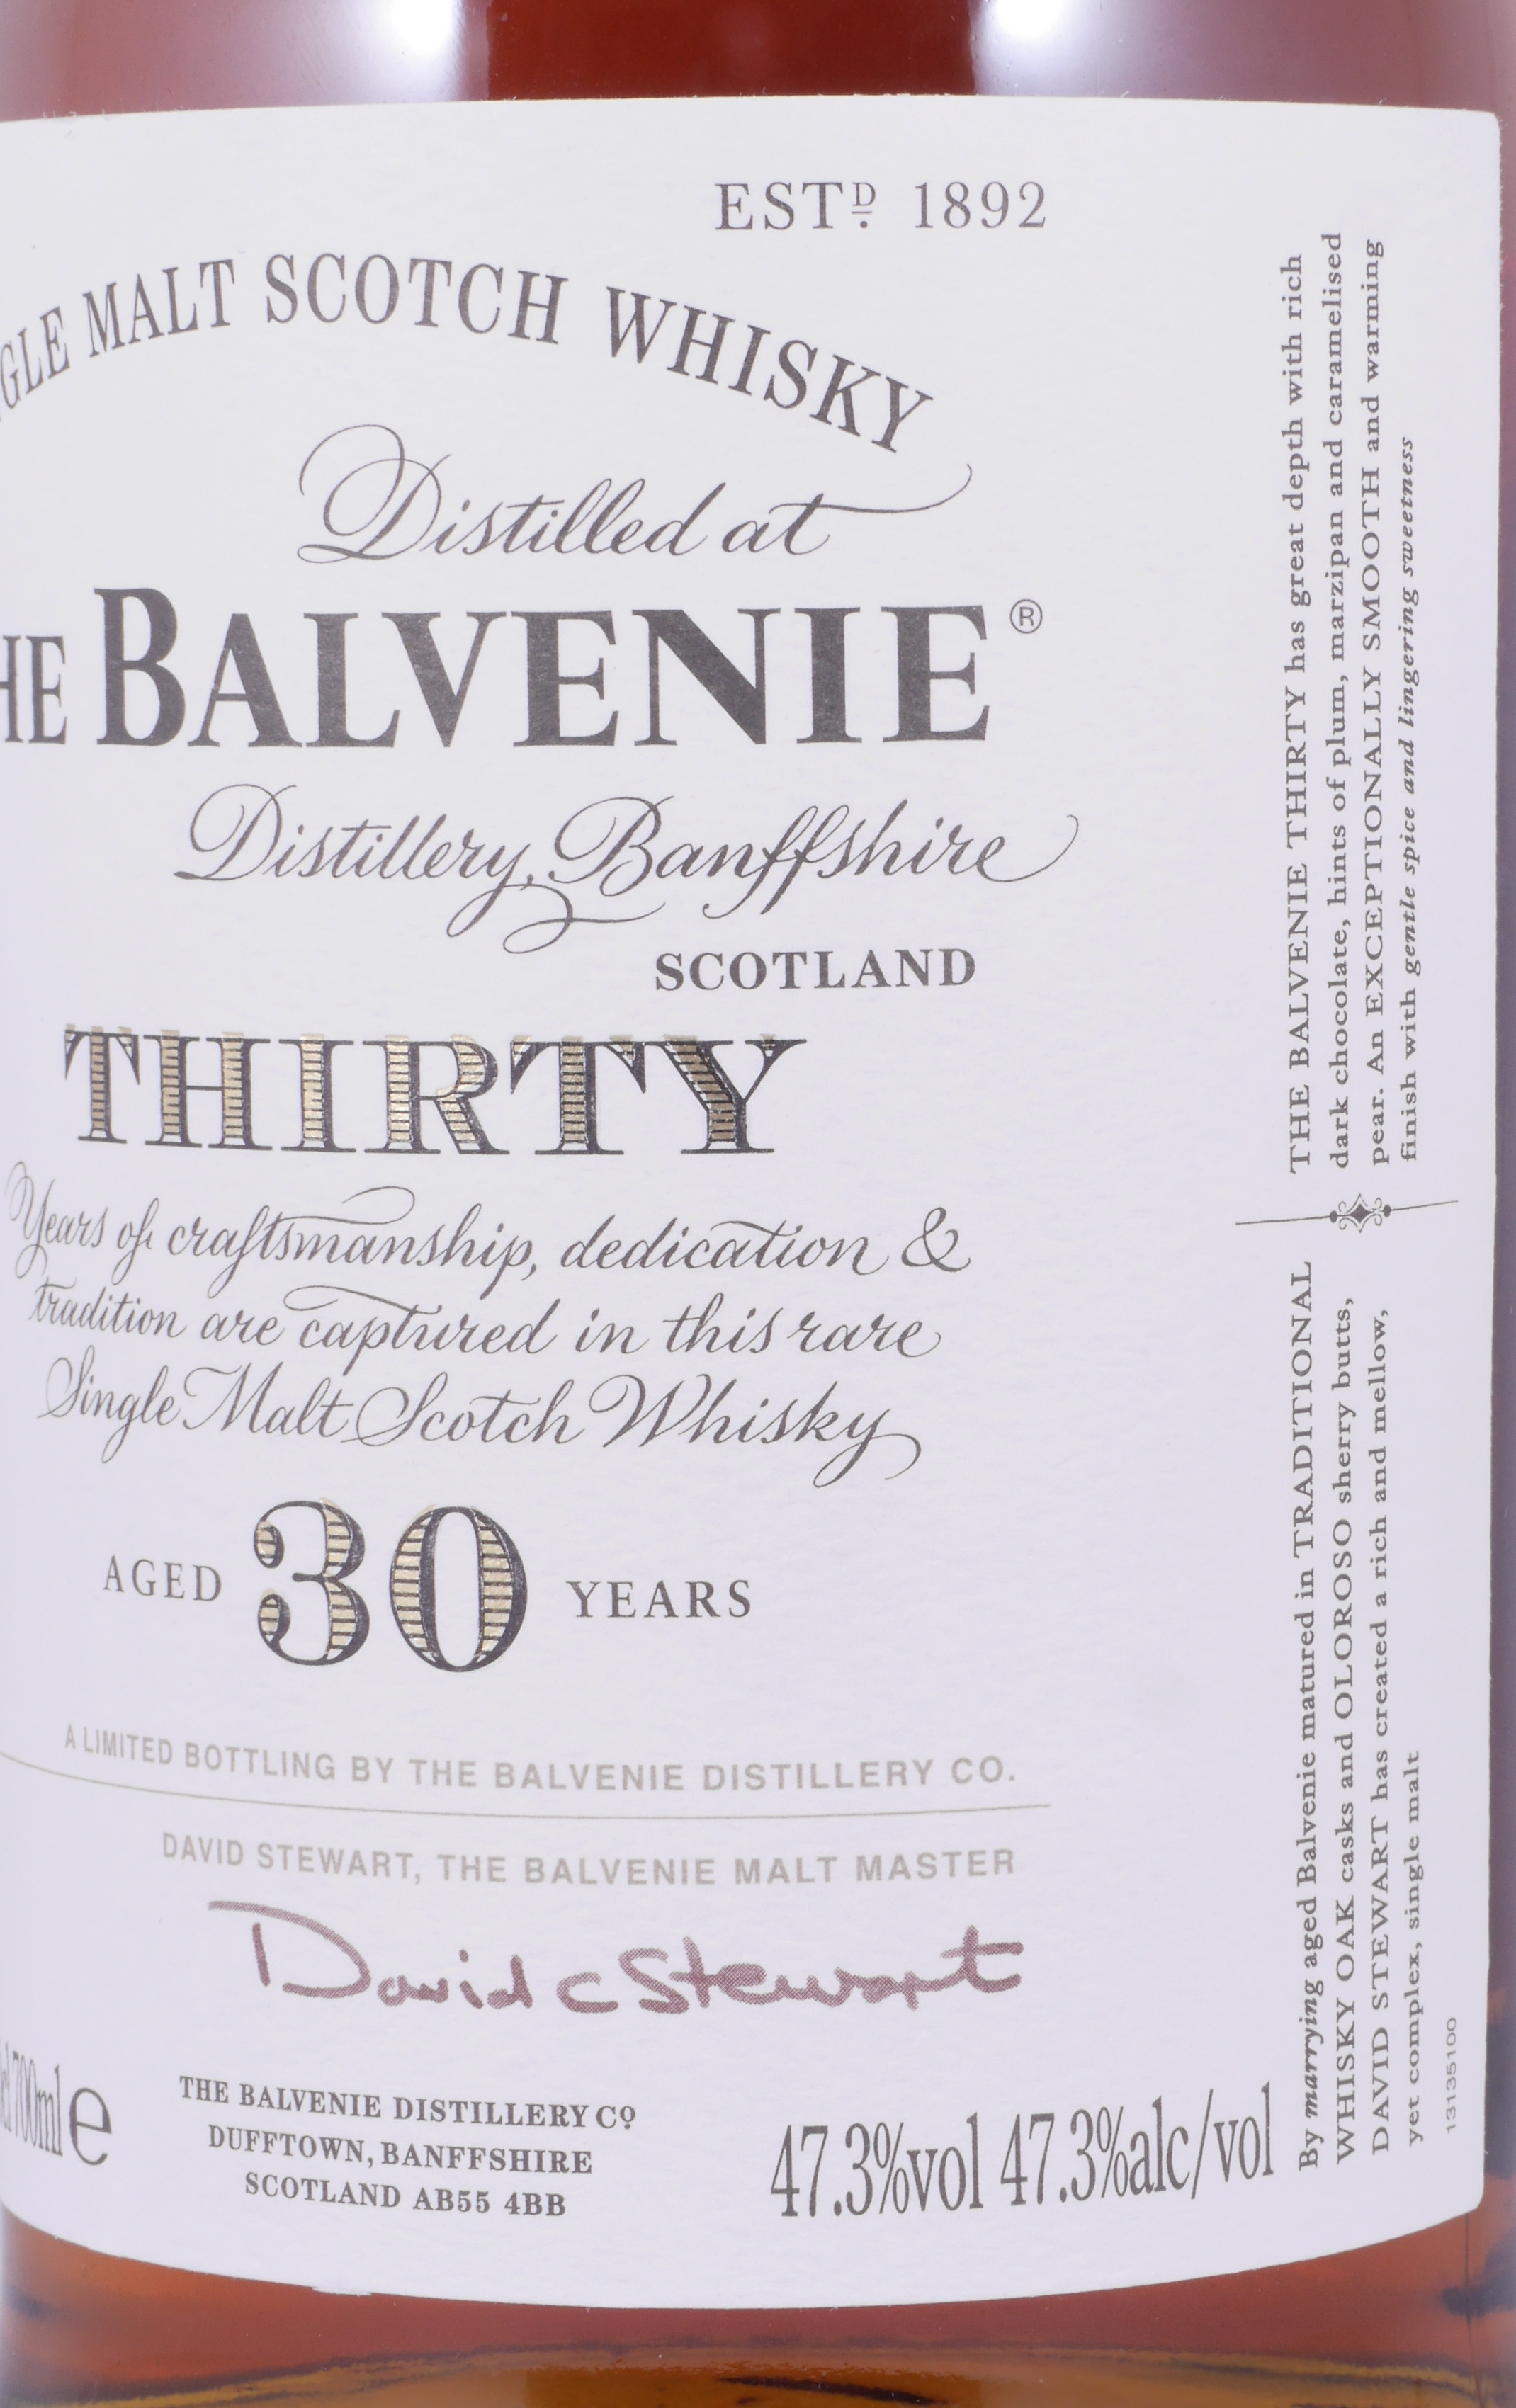 ESTD 1892
MALT SCOTCH WHISKY
Distilled at
BALVENIE®
Distillery, Banffshire
SCOTLAND
THIRTY
Years of craftsmanship, dedication &
tradition are captured in this rare
Single Malt Scotch Whisky
AGED 30 YEARS
A LIMITED BOTTLING BY THE BALVENIE DISTILLERY CO.
DAVID STEWART, THE BALVENIE MALT MASTER
David C Stewart
700ml e
THE BALVENIE DISTILLERY Co
DUFFTOWN, BANFFSHIRE
SCOTLAND AB55 4BB
47.3%vol 47.3%alc/vol
THE BALVENIE THIRTY has great depth with rich
dark chocolate, hints of plum, marzipan and caramelised
pear. An EXCEPTIONALLY SMOOTH and warming
finish with gentle spice and lingering sweetness
By marrying aged Balvenie matured in TRADITIONAL
WHISKY OAK casks and OLOROSO sherry butts,
DAVID STEWART has created a rich and mellow,
yet complex, single malt
13135100